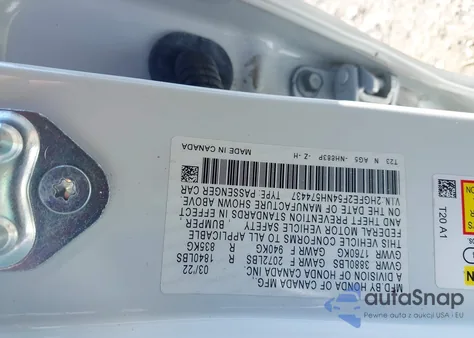 MFD BY HONDA OF CANADA MFG.
A DIVISION OF HONDA CANADA INC. 03/22
GVWR 3880LBS GAWR F 2072LBS R 1840LBS
GVWR 1760KG GAWR F 940KG R 835KG
THIS VEHICLE CONFORMS TO ALL APPLICABLE
FEDERAL MOTOR VEHICLE SAFETY, BUMPER,
AND THEFT PREVENTION STANDARDS IN EFFECT
ON THE DATE OF MANUFACTURE SHOWN ABOVE
V.I.N. 2HGFE2F54NH574437 TYPE PASSENGER CAR
T23 N AG5 -NH883P -Z-H MADE IN CANADA
T20 A1
autoSnap
Pewne auta z aukcji USA i EU